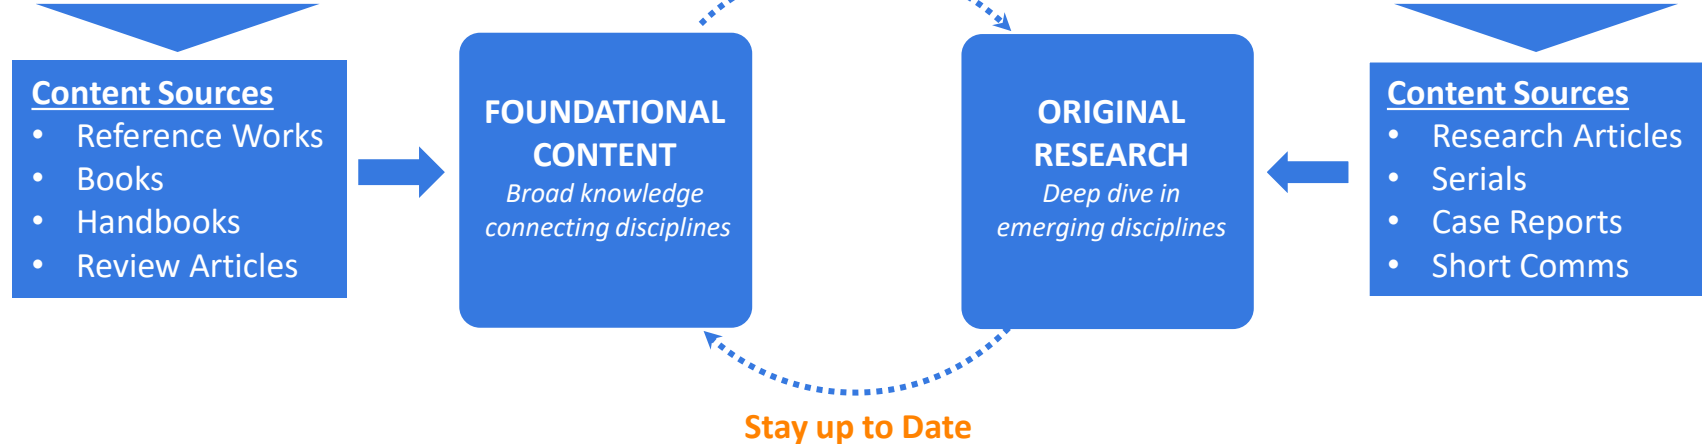 Content Sources
• Reference Works
• Books
• Handbooks
• Review Articles
FOUNDATIONAL
CONTENT
Broad knowledge
connecting disciplines
ORIGINAL
RESEARCH
Deep dive in
emerging disciplines
Content Sources
• Research Articles
• Serials
• Case Reports
• Short Comms
Stay up to Date